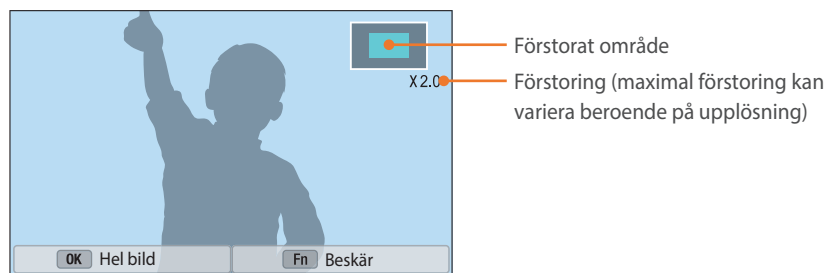 Förstorat område
X 2.0
Förstoring (maximal förstoring kan
variera beroende på upplösning)
OK Hel bild
Fn Beskär